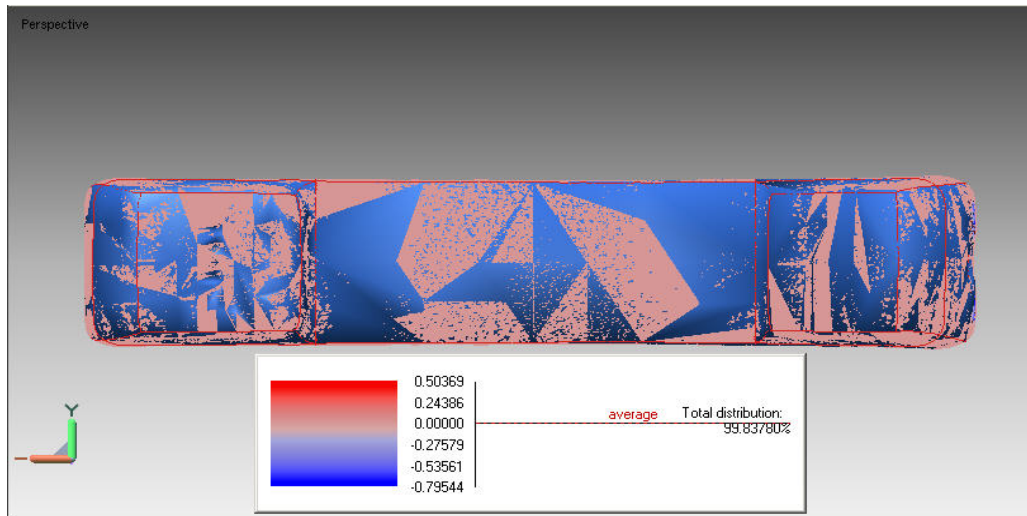 Perspective
0.50369
0.24386
0.00000
-0.27579
-0.53561
-0.79544
average
Total distribution:
99.83780%
Y